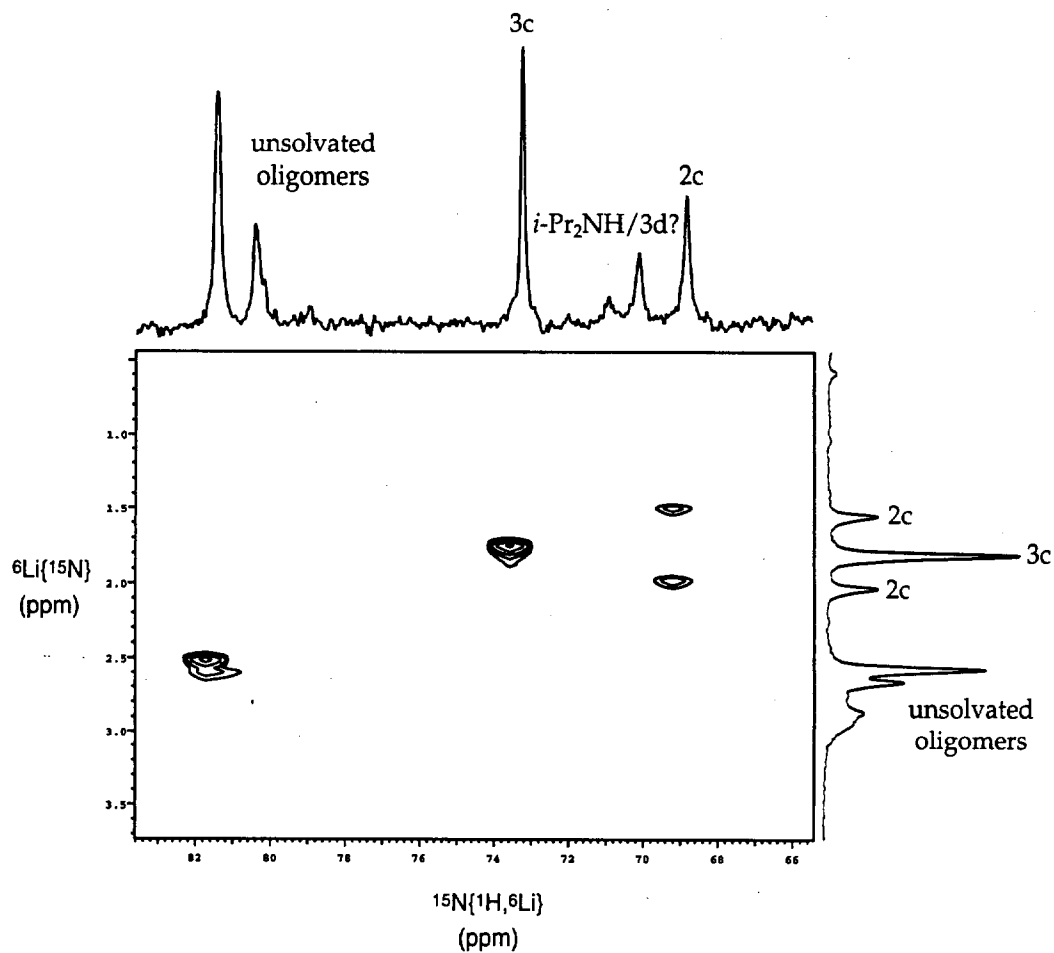 3c
unsolvated
oligomers
2c
i-Pr₂NH/3d?
1.0
1.5
2.0
2.5
3.0
3.5
⁶Li{¹⁵N}
(ppm)
2c
3c
2c
unsolvated
oligomers
82
80
78
76
74
72
70
68
66
¹⁵N{¹H,⁶Li}
(ppm)